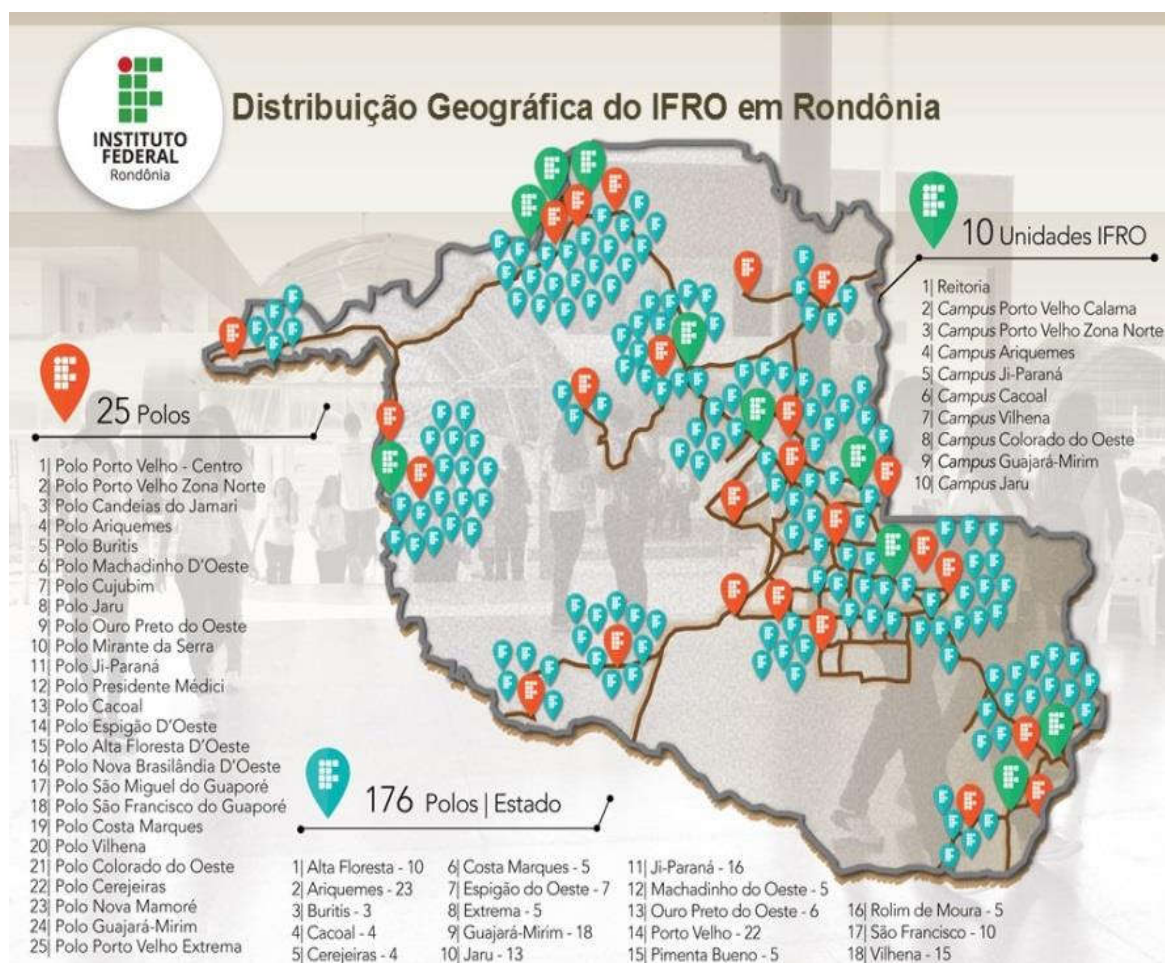 INSTITUTO
FEDERAL
Rondônia
Distribuição Geográfica do IFRO em Rondônia
10 Unidades IFRO
1| Reitoria
2| Campus Porto Velho Calama
3| Campus Porto Velho Zona Norte
4| Campus Ariquemes
5| Campus Ji-Paraná
6| Campus Cacoal
7| Campus Vilhena
8| Campus Colorado do Oeste
9| Campus Guajará-Mirim
10| Campus Jaru
25 Polos
1| Polo Porto Velho - Centro
2| Polo Porto Velho Zona Norte
3| Polo Candeias do Jamari
4| Polo Ariquemes
5| Polo Buritis
6| Polo Machadinho D'Oeste
7| Polo Cujubim
8| Polo Jaru
9| Polo Ouro Preto do Oeste
10| Polo Mirante da Serra
11| Polo Ji-Paraná
12| Polo Presidente Médici
13| Polo Cacoal
14| Polo Espigão D'Oeste
15| Polo Alta Floresta D'Oeste
16| Polo Nova Brasilândia D'Oeste
17| Polo São Miguel do Guaporé
18| Polo São Francisco do Guaporé
19| Polo Costa Marques
20| Polo Vilhena
21| Polo Colorado do Oeste
22| Polo Cerejeiras
23| Polo Nova Mamoré
24| Polo Guajará-Mirim
25| Polo Porto Velho Extrema
176 Polos | Estado
1| Alta Floresta - 10
2| Ariquemes - 23
3| Buritis - 3
4| Cacoal - 4
5| Cerejeiras - 4
6| Costa Marques - 5
7| Espigão do Oeste - 7
8| Extrema - 5
9| Guajará-Mirim - 18
10| Jaru - 13
11| Ji-Paraná - 16
12| Machadinho do Oeste - 5
13| Ouro Preto do Oeste - 6
14| Porto Velho - 22
15| Pimenta Bueno - 5
16| Rolim de Moura - 5
17| São Francisco - 10
18| Vilhena - 15